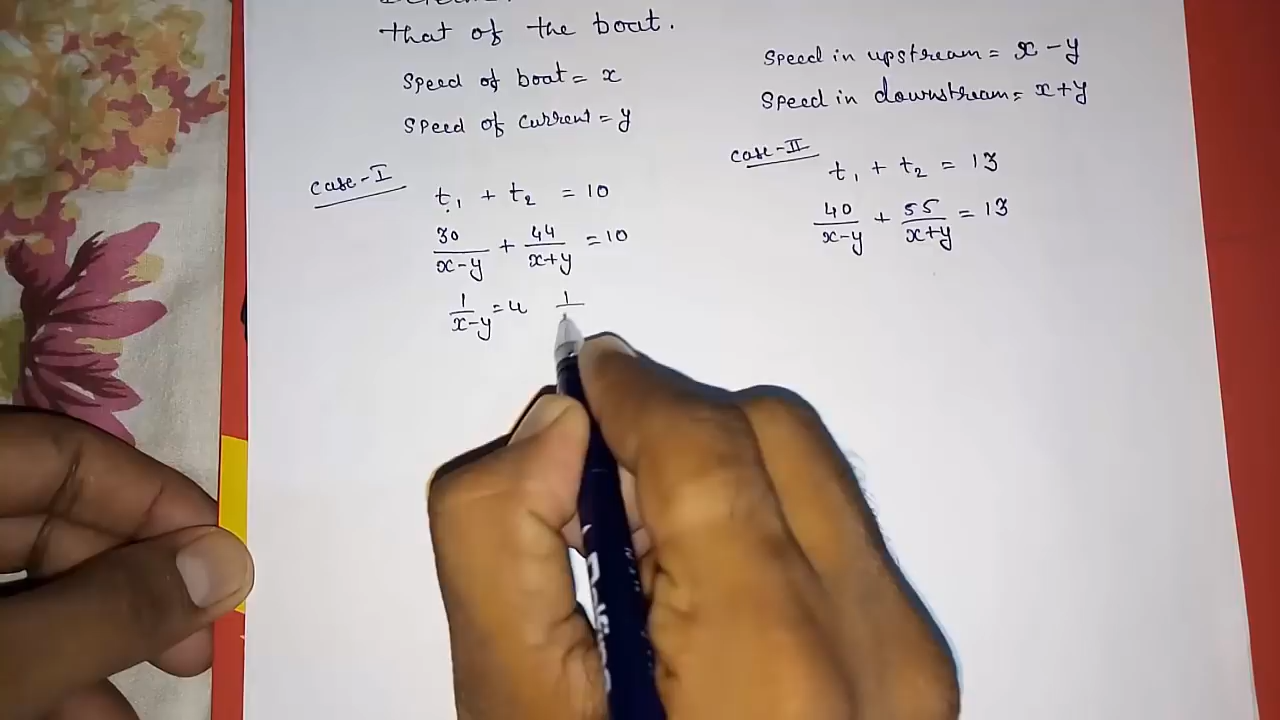 that of the boat.
Speed of boat = x
Speed of current = y
Speed in upstream = x - y
Speed in downstream = x + y
Case-I
t1 + t2 = 10
30/x-y + 44/x+y = 10
1/x-y = u 1
Case-II
t1 + t2 = 13
40/x-y + 55/x+y = 13